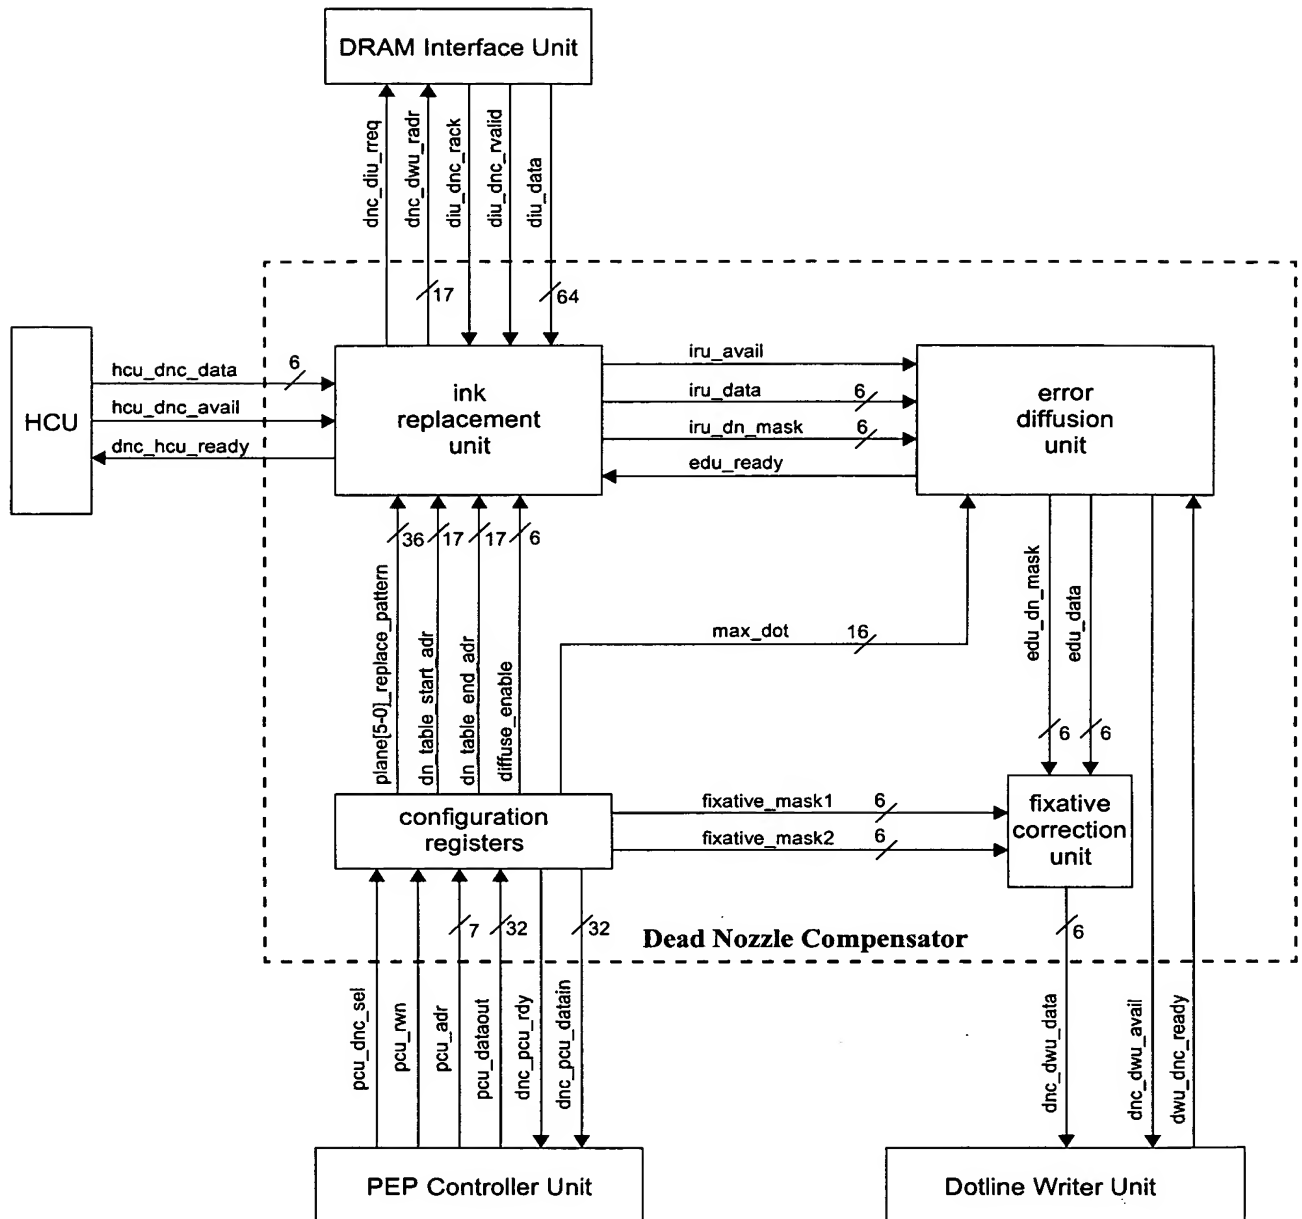 DRAM Interface Unit
dnc_diu_rreq
dnc_dwu_radr
diu_dnc_rack
diu_dnc_rvalid
diu_data
17
64
HCU
hcu_dnc_data
6
hcu_dnc_avail
dnc_hcu_ready
ink
replacement
unit
iru_avail
iru_data
6
iru_dn_mask
6
edu_ready
error
diffusion
unit
36
17
17
6
plane[5-0]_replace_pattern
dn_table_start_adr
dn_table_end_adr
diffuse_enable
max_dot
16
edu_dn_mask
edu_data
6
6
configuration
registers
fixative_mask1
6
fixative_mask2
6
fixative
correction
unit
7
32
32
Dead Nozzle Compensator
6
pcu_dnc_sel
pcu_rwn
pcu_adr
pcu_dataout
dnc_pcu_rdy
dnc_pcu_datain
dnc_dwu_data
dnc_dwu_avail
dwu_dnc_ready
PEP Controller Unit
Dotline Writer Unit